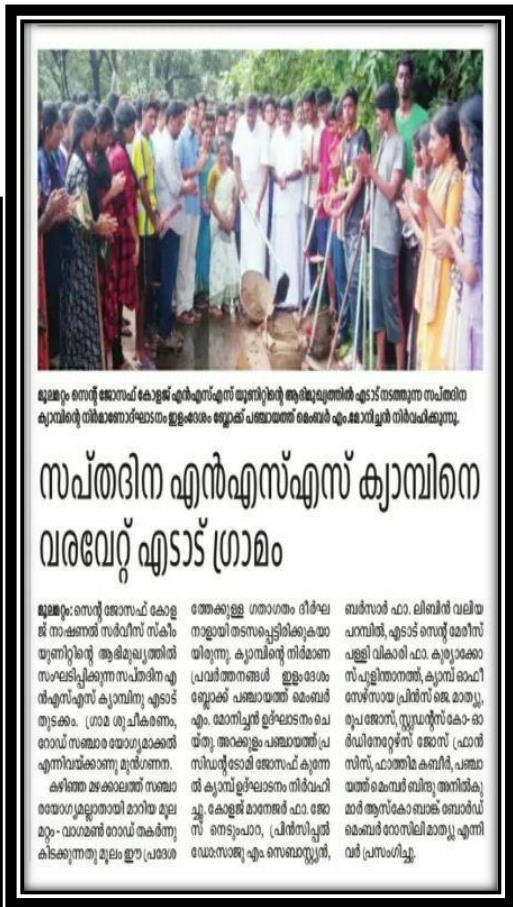 മൂലമറ്റം സെന്റ് ജോസഫ് കോളജ് എൻഎസ്എസ് യൂണിറ്റിന്റെ ആഭിമുഖ്യത്തിൽ എടാട് നടത്തുന്ന സപ്തദിന
ക്യാമ്പിന്റെ നിർമാണോദ്ഘാടനം ഇളംദേശം ബ്ലോക്ക് പഞ്ചായത്ത് മെംബർ എം.മോനിച്ചൻ നിർവഹിക്കുന്നു.
സപ്തദിന എൻഎസ്എസ് ക്യാമ്പിനെ
വരവേറ്റ് എടാട് ഗ്രാമം
മൂലമറ്റം: സെന്റ് ജോസഫ് കോള
ജ് നാഷണൽ സർവീസ് സ്കീം
യൂണിറ്റിന്റെ ആഭിമുഖ്യത്തിൽ
സംഘടിപ്പിക്കുന്ന സപ്തദിന എ
ൻഎസ്എസ് ക്യാമ്പിനു എടാട്
തുടക്കം. ഗ്രാമ ശുചീകരണം,
റോഡ് സഞ്ചാര യോഗ്യമാക്കൽ
എന്നിവയ്ക്കാണു മുൻഗണന.
കഴിഞ്ഞ മഴക്കാലത്ത് സഞ്ചാ
രയോഗ്യമല്ലാതായി മാറിയ മൂല
മറ്റം - വാഗമൺ റോഡ് തകർന്നു
കിടക്കുന്നതു മൂലം ഈ പ്രദേശ
ത്തേക്കുള്ള ഗതാഗതം ദീർഘ
നാളായി തടസപ്പെട്ടിരിക്കുകയാ
യിരുന്നു. ക്യാമ്പിന്റെ നിർമാണ
പ്രവർത്തനങ്ങൾ ഇളംദേശം
ബ്ലോക്ക് പഞ്ചായത്ത് മെംബർ
എം. മോനിച്ചൻ ഉദ്ഘാടനം ചെ
യ്തു. അറക്കുളം പഞ്ചായത്ത് പ്ര
സിഡന്റ് ടോമി ജോസഫ് കുന്നേ
ൽ ക്യാമ്പ് ഉദ്ഘാടനം നിർവഹി
ച്ചു. കോളജ് മാനേജർ ഫാ. ജോ
സ് നെടുംപാറ, പ്രിൻസിപ്പൽ
ഡോ:സാജു എം. സെബാസ്റ്റ്യൻ,
ബർസാർ ഫാ. ലിബിൻ വലിയ
പറമ്പിൽ, എടാട് സെന്റ് മേരീസ്
പള്ളി വികാരി ഫാ. കുര്യാക്കോ
സ് പുളിന്താനത്ത്, ക്യാമ്പ് ഓഫീ
സേഴ്സായ പ്രിൻസ് ജെ. മാത്യു,
രൂപ ജോസ്, സ്റ്റുഡന്റ്സ് കോ- ഓ
ർഡിനേറ്റേഴ്സ് ജോസ് ഫ്രാൻ
സിസ്, ഫാത്തിമ കബീർ, പഞ്ചാ
യത്ത് മെമ്പർ ബിന്ദു അനിൽകു
മാർ ആസ്കോ ബാങ്ക് ബോർഡ്
മെംബർ റോസിലി മാത്യു എന്നി
വർ പ്രസംഗിച്ചു.